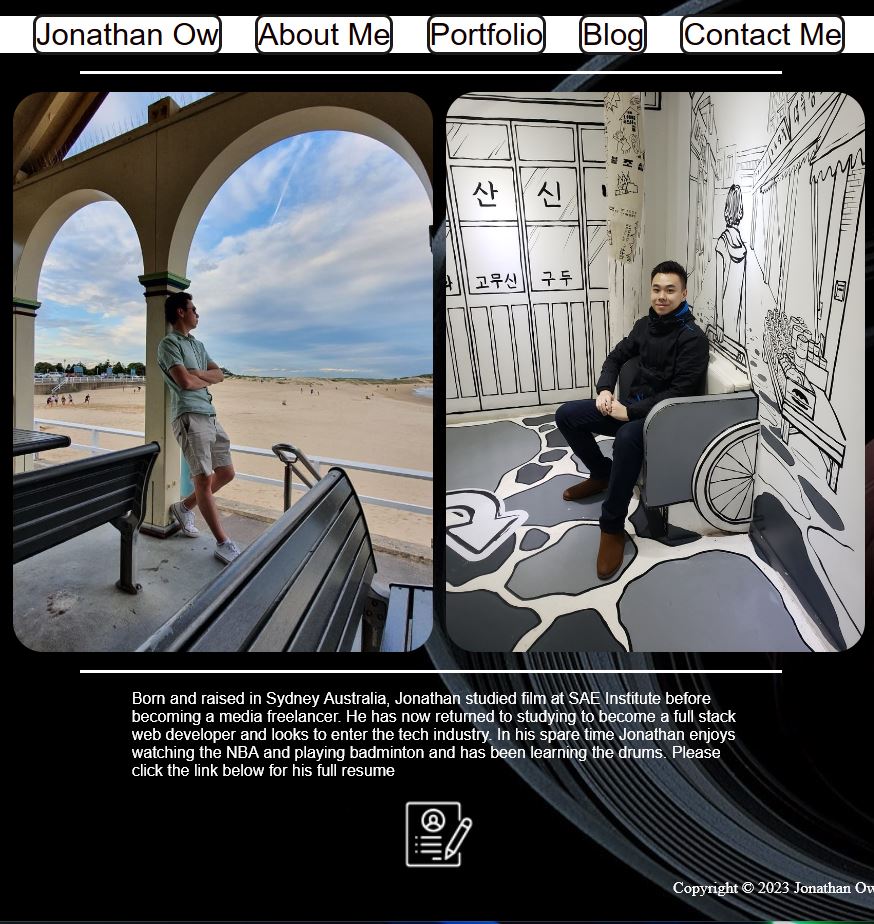 Jonathan Ow
About Me
Portfolio
Blog
Contact Me
산
신
고무신
구두
Born and raised in Sydney Australia, Jonathan studied film at SAE Institute before
becoming a media freelancer. He has now returned to studying to become a full stack
web developer and looks to enter the tech industry. In his spare time Jonathan enjoys
watching the NBA and playing badminton and has been learning the drums. Please
click the link below for his full resume
Copyright © 2023 Jonathan Ow